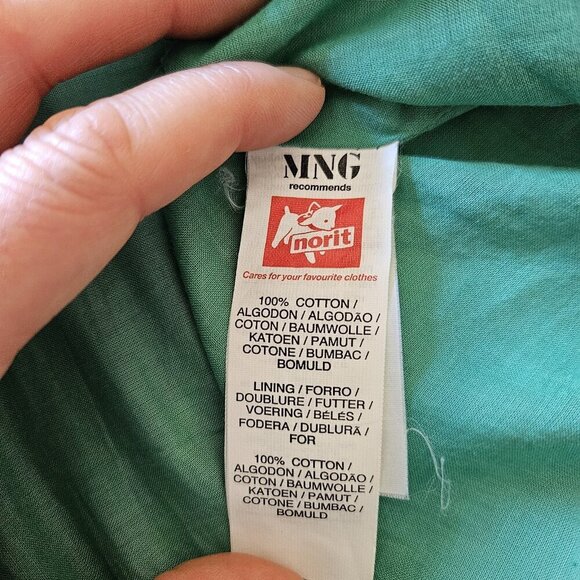 MNG
recommends
norit
Cares for your favourite clothes
100% COTTON /
ALGODON / ALGODÃO /
COTON / BAUMWOLLE /
KATOEN / PAMUT /
COTONE / BUMBAC /
BOMULD
LINING / FORRO /
DOUBLURE / FUTTER /
VOERING / BÉLÉS /
FODERA / DUBLURĂ /
FOR
100% COTTON /
ALGODON / ALGODÃO /
COTON / BAUMWOLLE /
KATOEN / PAMUT /
COTONE / BUMBAC /
BOMULD